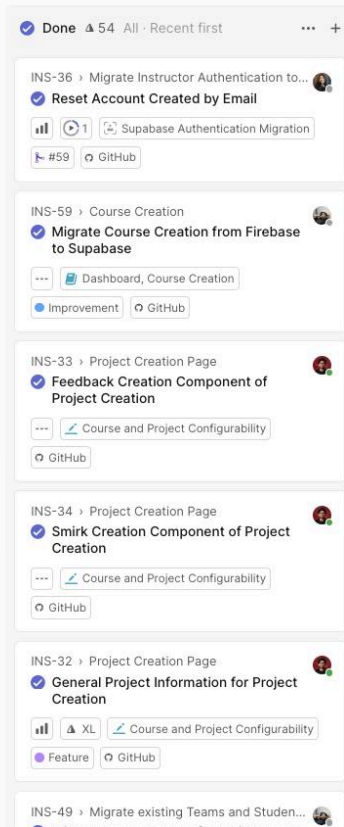 Done 54 All · Recent first ... +
INS-36 › Migrate Instructor Authentication to...
Reset Account Created by Email
1 Supabase Authentication Migration
#59 GitHub
INS-59 › Course Creation
Migrate Course Creation from Firebase
to Supabase
--- Dashboard, Course Creation
Improvement GitHub
INS-33 › Project Creation Page
Feedback Creation Component of
Project Creation
--- Course and Project Configurability
GitHub
INS-34 › Project Creation Page
Smirk Creation Component of Project
Creation
--- Course and Project Configurability
GitHub
INS-32 › Project Creation Page
General Project Information for Project
Creation
XL Course and Project Configurability
Feature GitHub
INS-49 › Migrate existing Teams and Studen...